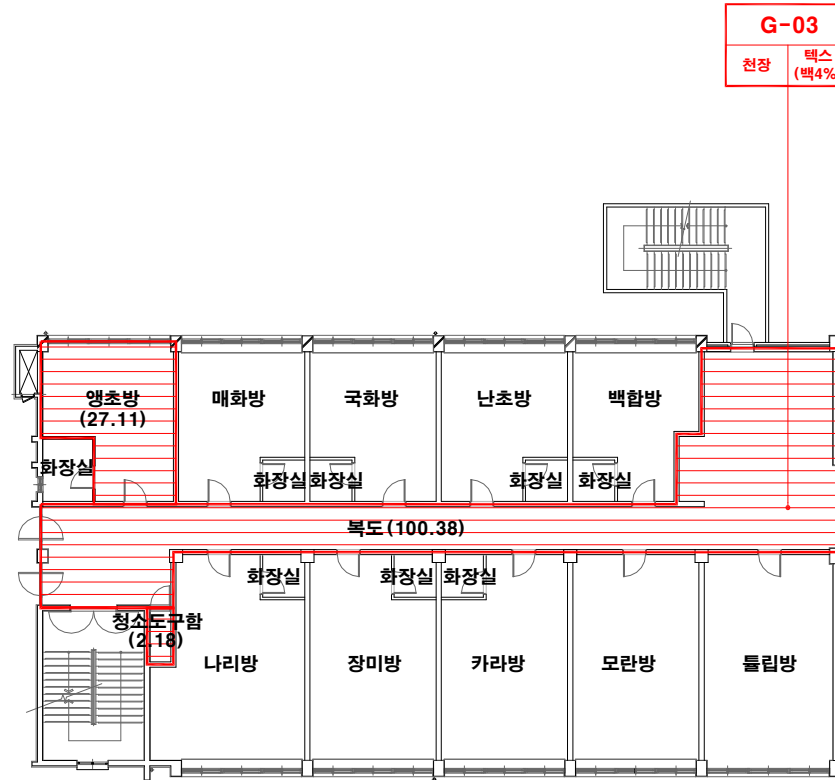 G-03
천장
텍스
(백4%
앵초방
(27.11)
매화방
국화방
난초방
백합방
화장실
화장실
화장실
화장실
화장실
복도(100.38)
화장실
화장실
화장실
청소도구함
(2.18)
나리방
장미방
카라방
모란방
튤립방